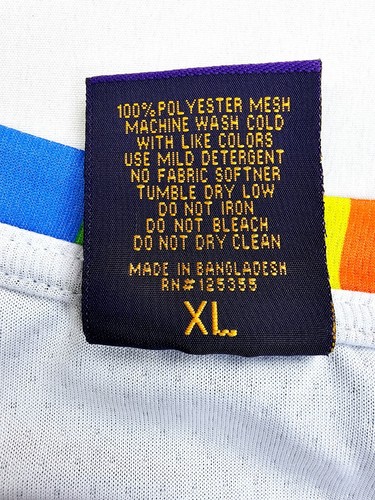 100% POLYESTER MESH
MACHINE WASH COLD
WITH LIKE COLORS
USE MILD DETERGENT
NO FABRIC SOFTNER
TUMBLE DRY LOW
DO NOT IRON
DO NOT BLEACH
DO NOT DRY CLEAN
MADE IN BANGLADESH
RN# 125355
XL